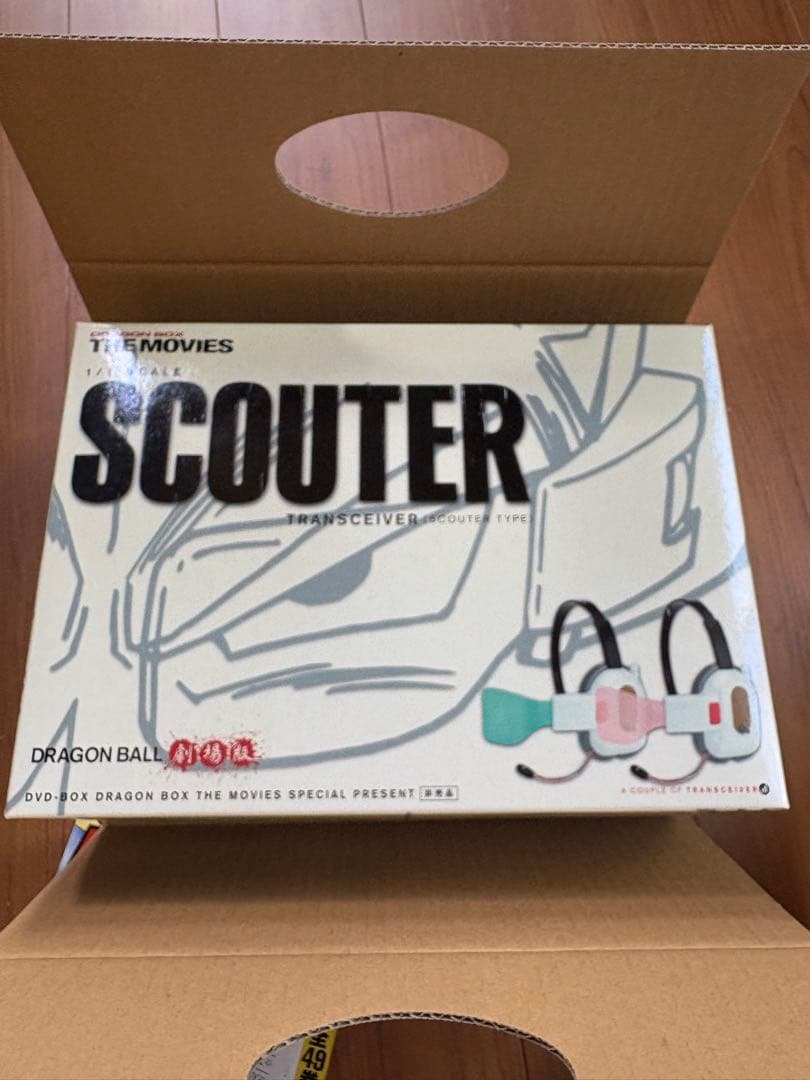 DRAGON BOX
THE MOVIES
1/1 SCALE
SCOUTER
TRANSCEIVER (SCOUTER TYPE)
DRAGON BALL 劇場版
DVD-BOX DRAGON BOX THE MOVIES SPECIAL PRESENT 非売品
A COUPLE OF TRANSCEIVER